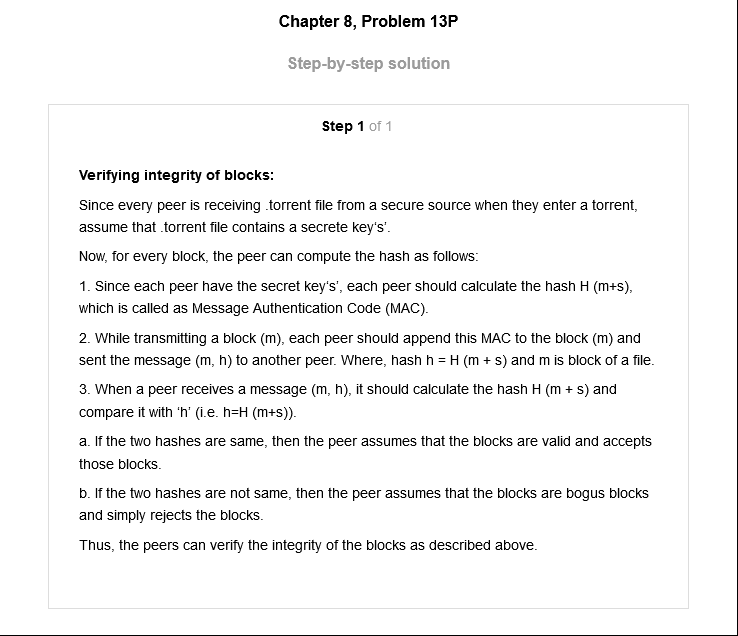 Chapter 8, Problem 13P
Step-by-step solution
Step 1 of 1
Verifying integrity of blocks:
Since every peer is receiving .torrent file from a secure source when they enter a torrent,
assume that .torrent file contains a secrete key‘s’.
Now, for every block, the peer can compute the hash as follows:
1. Since each peer have the secret key‘s’, each peer should calculate the hash H (m+s),
which is called as Message Authentication Code (MAC).
2. While transmitting a block (m), each peer should append this MAC to the block (m) and
sent the message (m, h) to another peer. Where, hash h = H (m + s) and m is block of a file.
3. When a peer receives a message (m, h), it should calculate the hash H (m + s) and
compare it with ‘h’ (i.e. h=H (m+s)).
a. If the two hashes are same, then the peer assumes that the blocks are valid and accepts
those blocks.
b. If the two hashes are not same, then the peer assumes that the blocks are bogus blocks
and simply rejects the blocks.
Thus, the peers can verify the integrity of the blocks as described above.